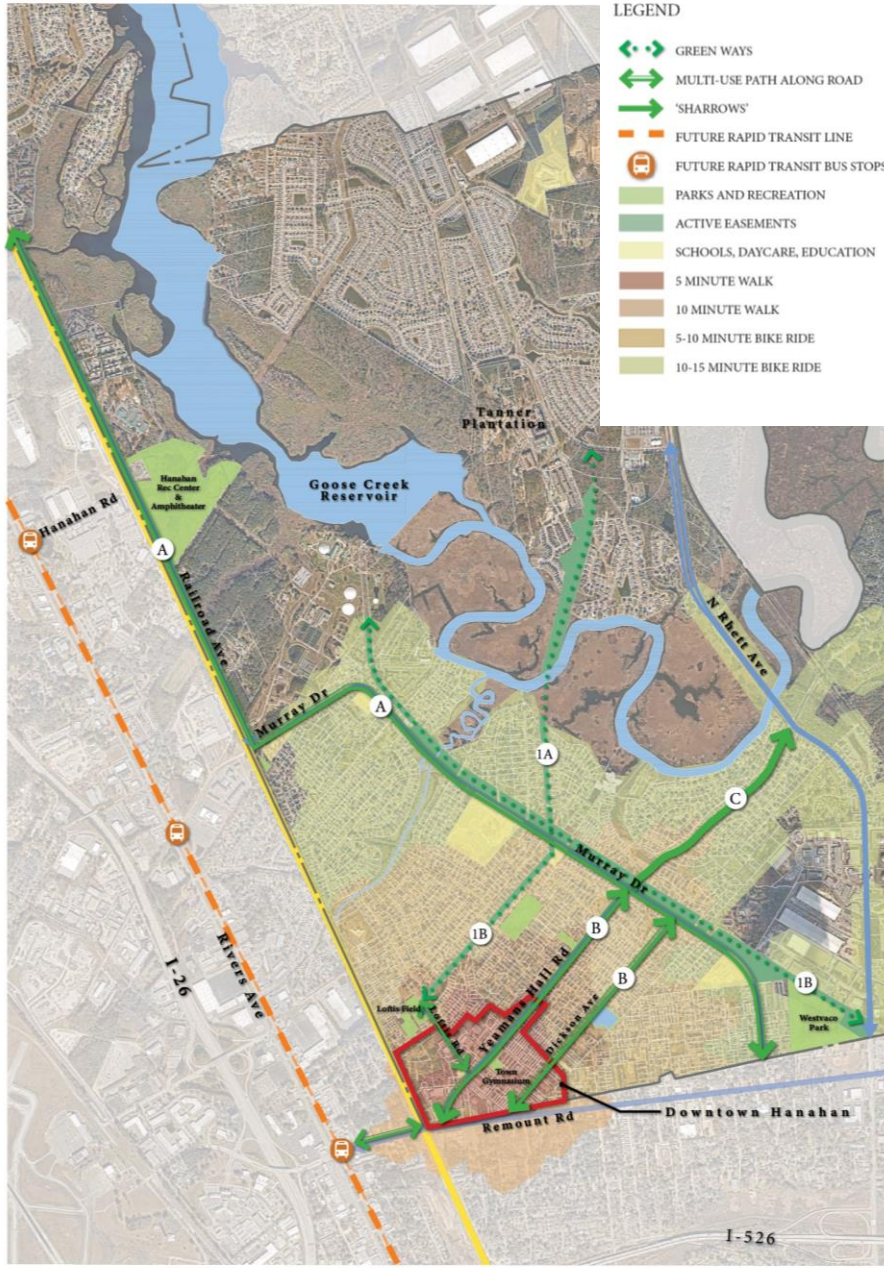 LEGEND
GREEN WAYS
MULTI-USE PATH ALONG ROAD
'SHARROWS'
FUTURE RAPID TRANSIT LINE
FUTURE RAPID TRANSIT BUS STOPS
PARKS AND RECREATION
ACTIVE EASEMENTS
SCHOOLS, DAYCARE, EDUCATION
5 MINUTE WALK
10 MINUTE WALK
5-10 MINUTE BIKE RIDE
10-15 MINUTE BIKE RIDE
Tanner
Plantation
Goose Creek
Reservoir
Hanahan
Rec Center
&
Amphitheater
Hanahan Rd
A
Railroad Ave
N Rhett Ave
Murray Dr
A
1A
C
Murray Dr
1B
B
B
Rivers Ave
I-26
Yeamans Hall Rd
1B
Loftis Field
Loftis Rd
Dickson Ave
Westvaco
Park
Town
Gymnasium
Downtown Hanahan
Remount Rd
I-526